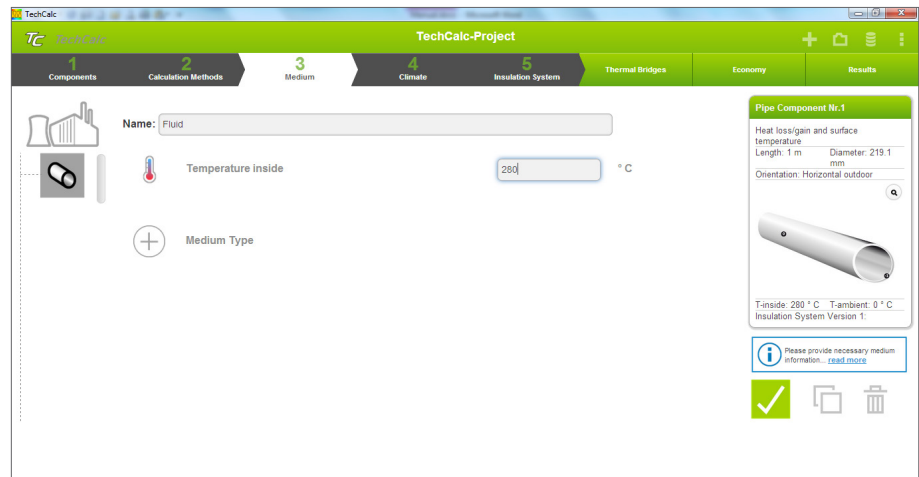 TechCalc
TC TechCalc
TechCalc-Project
1
Components
2
Calculation Methods
3
Medium
4
Climate
5
Insulation System
Thermal Bridges
Economy
Results
Name: Fluid
Temperature inside
280
° C
Medium Type
Pipe Component Nr.1
Heat loss/gain and surface
temperature
Length: 1 m Diameter: 219.1
mm
Orientation: Horizontal outdoor
T-inside: 280 ° C T-ambient: 0 ° C
Insulation System Version 1:
Please provide necessary medium
information... read more